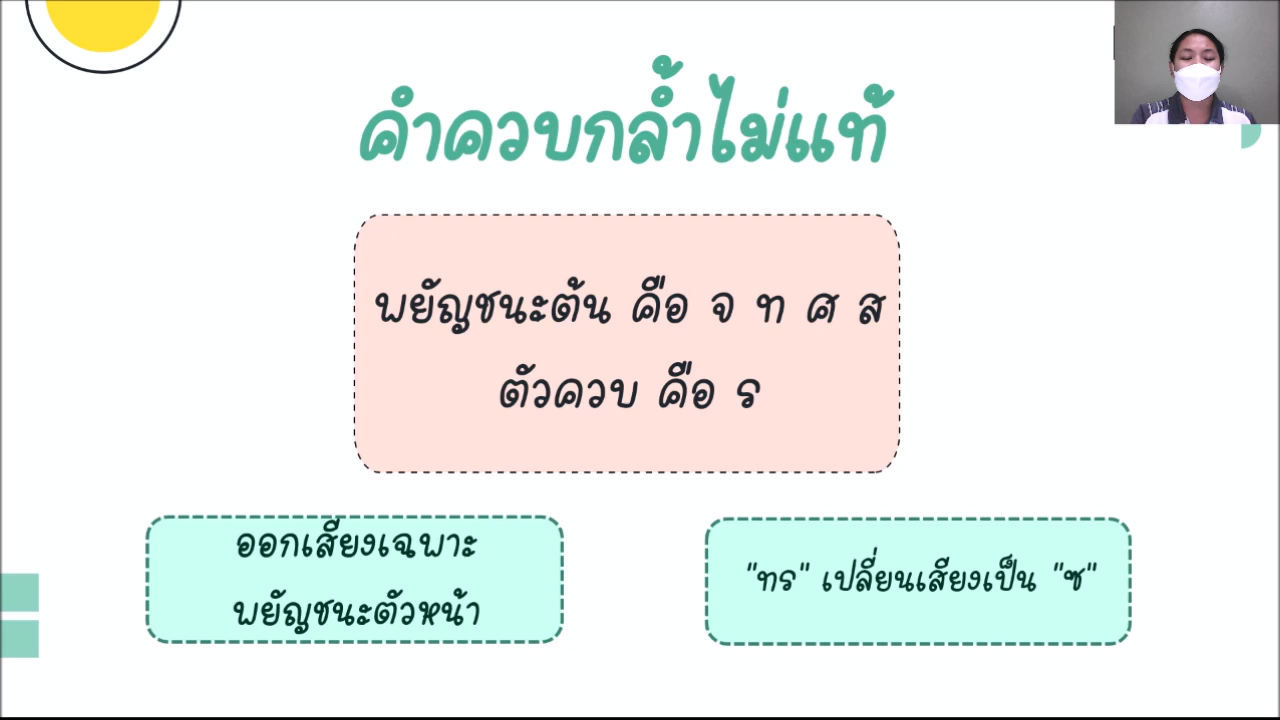 คำควบกล้ำไม่แท้
พยัญชนะต้น คือ จ ท ศ ส
ตัวควบ คือ ร
ออกเสียงเฉพาะ
พยัญชนะตัวหน้า
"ทร" เปลี่ยนเสียงเป็น "ซ"